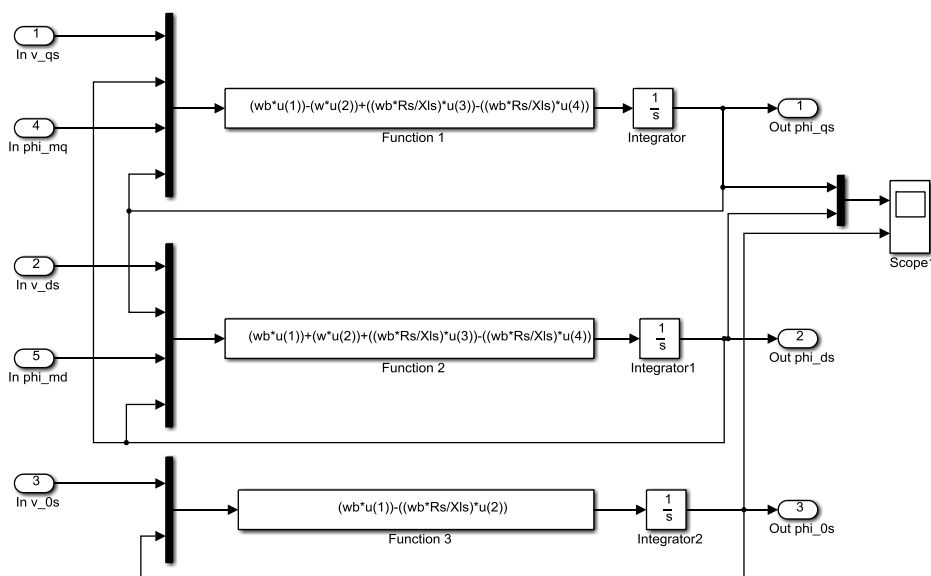 1
In v_qs
4
In phi_mq
(wb*u(1))-(w*u(2))+((wb*Rs/Xls)*u(3))-((wb*Rs/Xls)*u(4))
Function 1
1
s
Integrator
1
Out phi_qs
Scope1
2
In v_ds
5
In phi_md
(wb*u(1))+(w*u(2))+((wb*Rs/Xls)*u(3))-((wb*Rs/Xls)*u(4))
Function 2
1
s
Integrator1
2
Out phi_ds
3
In v_0s
(wb*u(1))-((wb*Rs/Xls)*u(2))
Function 3
1
s
Integrator2
3
Out phi_0s